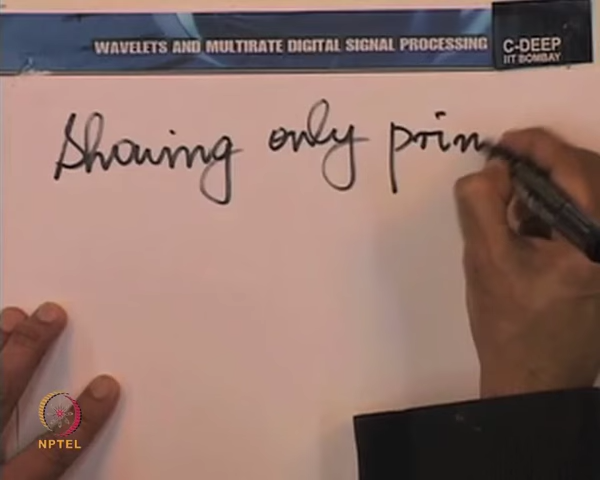 WAVELETS AND MULTIRATE DIGITAL SIGNAL PROCESSING
C-DEEP
IIT BOMBAY
Showing only prin
NPTEL